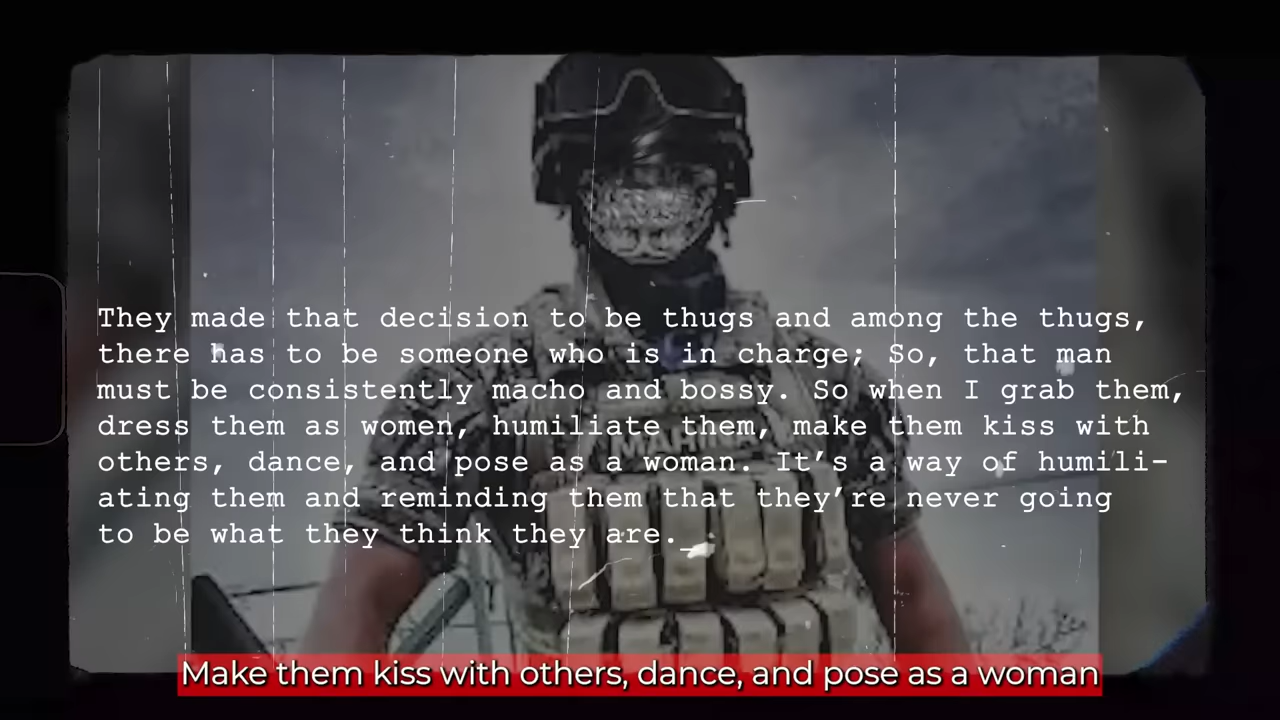 They made that decision to be thugs and among the thugs,
there has to be someone who is in charge; So, that man
must be consistently macho and bossy. So when I grab them,
dress them as women, humiliate them, make them kiss with
others, dance, and pose as a woman. It’s a way of humili-
ating them and reminding them that they’re never going
to be what they think they are._
Make them kiss with others, dance, and pose as a woman